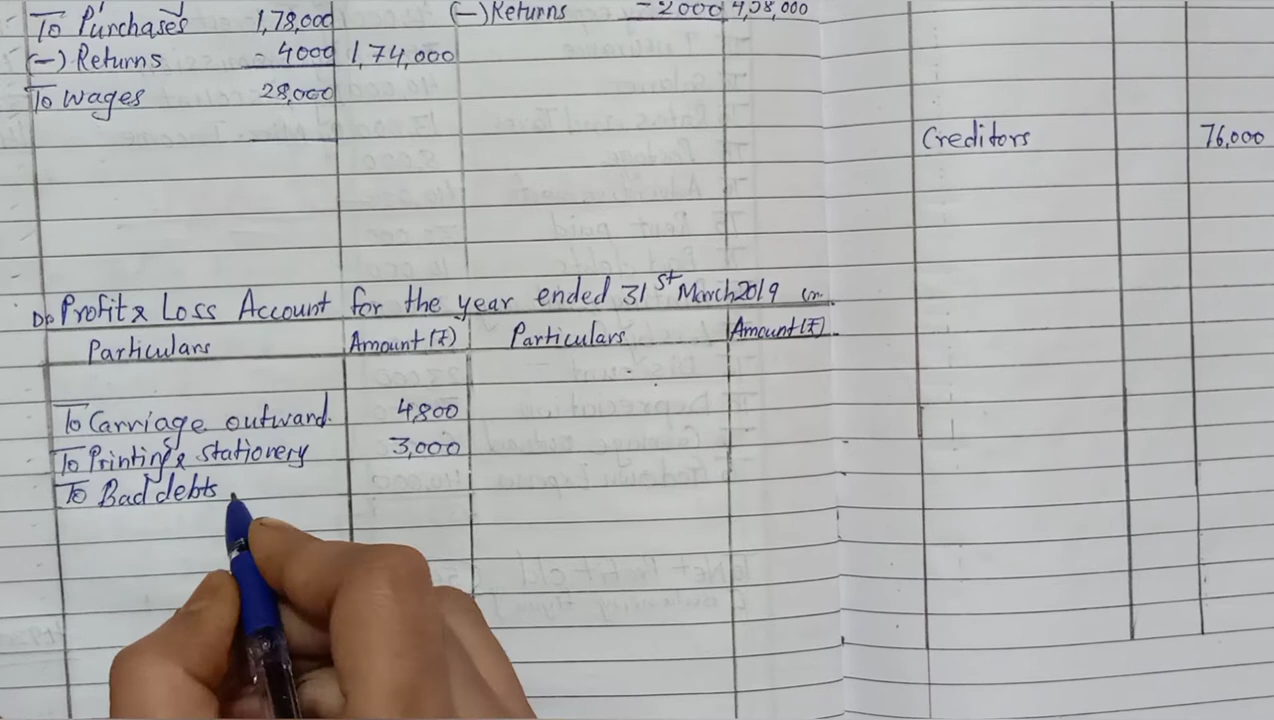 To Purchases 1,78,000 (-) Returns - 2000 4,58,000
(-) Returns - 4000 1,74,000
To Wages 28,000
Creditors 76,000
Dr. Profit & Loss Account for the year ended 31st March 2019 Cr.
Particulars Amount (₹) Particulars Amount (₹)
To Carriage outward. 4800
To Printing & stationery 3,000
To Bad debts